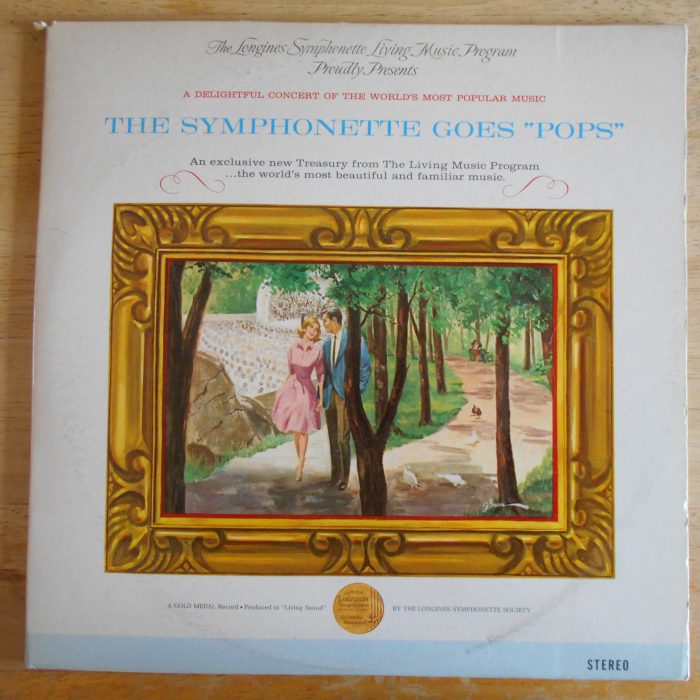 The Longines Symphonette Living Music Program
Proudly Presents
A DELIGHTFUL CONCERT OF THE WORLD'S MOST POPULAR MUSIC
THE SYMPHONETTE GOES "POPS"
An exclusive new Treasury from The Living Music Program
...the world's most beautiful and familiar music.
A GOLD MEDAL Record • Produced in "Living Sound"
BY THE LONGINES SYMPHONETTE SOCIETY
STEREO